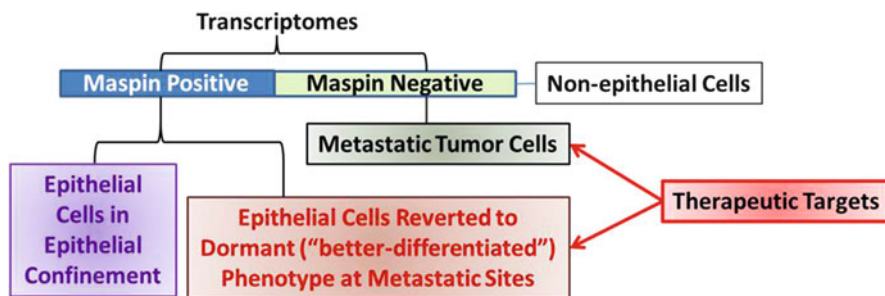 Transcriptomes
Maspin Positive
Maspin Negative
Non-epithelial Cells
Metastatic Tumor Cells
Epithelial
Cells in
Epithelial
Confinement
Epithelial Cells Reverted to
Dormant (“better-differentiated”)
Phenotype at Metastatic Sites
Therapeutic Targets